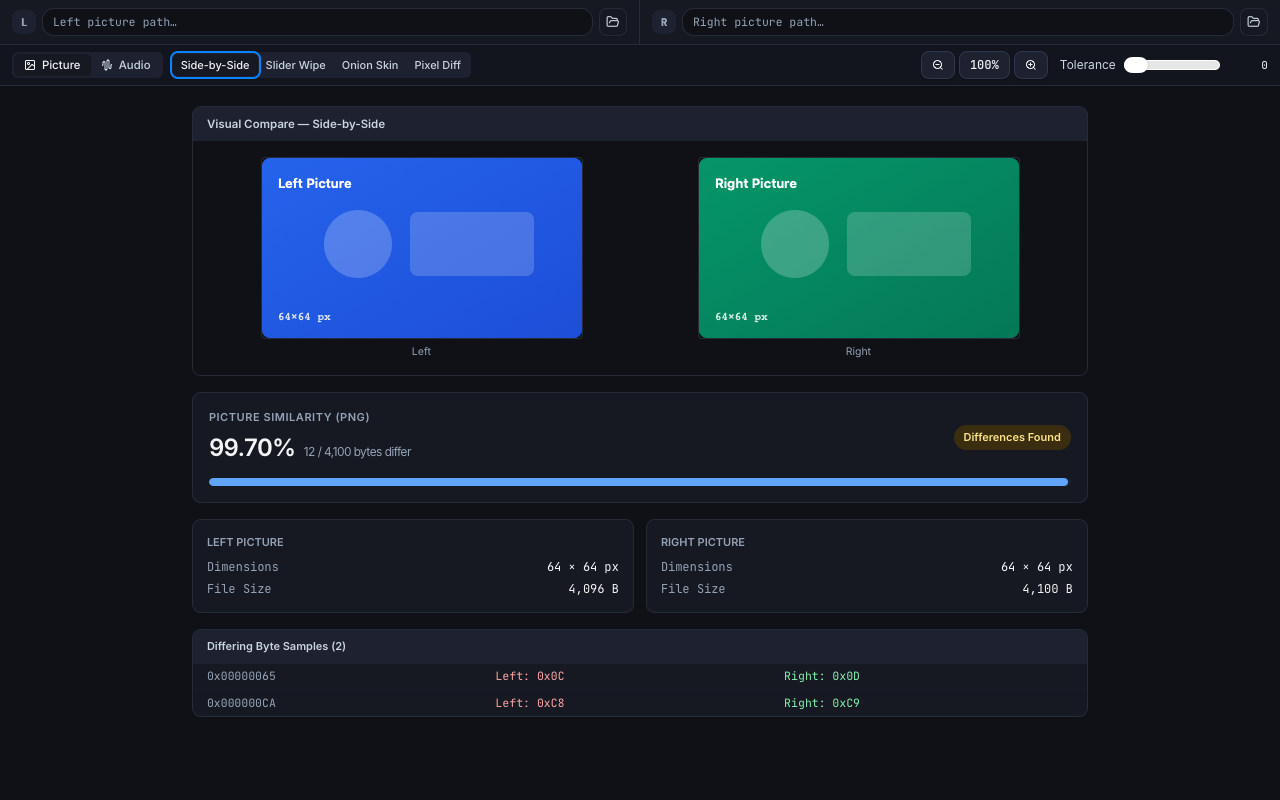 L Left picture path… R Right picture path…
Picture Audio Side-by-Side Slider Wipe Onion Skin Pixel Diff 100% Tolerance 0
Visual Compare — Side-by-Side
Left Picture Right Picture
64×64 px 64×64 px
Left Right
PICTURE SIMILARITY (PNG)
99.70% 12 / 4,100 bytes differ Differences Found
LEFT PICTURE RIGHT PICTURE
Dimensions 64 × 64 px Dimensions 64 × 64 px
File Size 4,096 B File Size 4,100 B
Differing Byte Samples (2)
0x00000065 Left: 0x0C Right: 0x0D
0x000000CA Left: 0xC8 Right: 0xC9